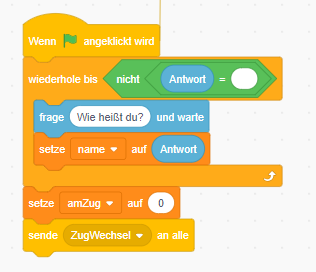 Wenn angeklickt wird
wiederhole bis nicht Antwort =
frage Wie heißt du? und warte
setze name auf Antwort
setze amZug auf 0
sende ZugWechsel an alle